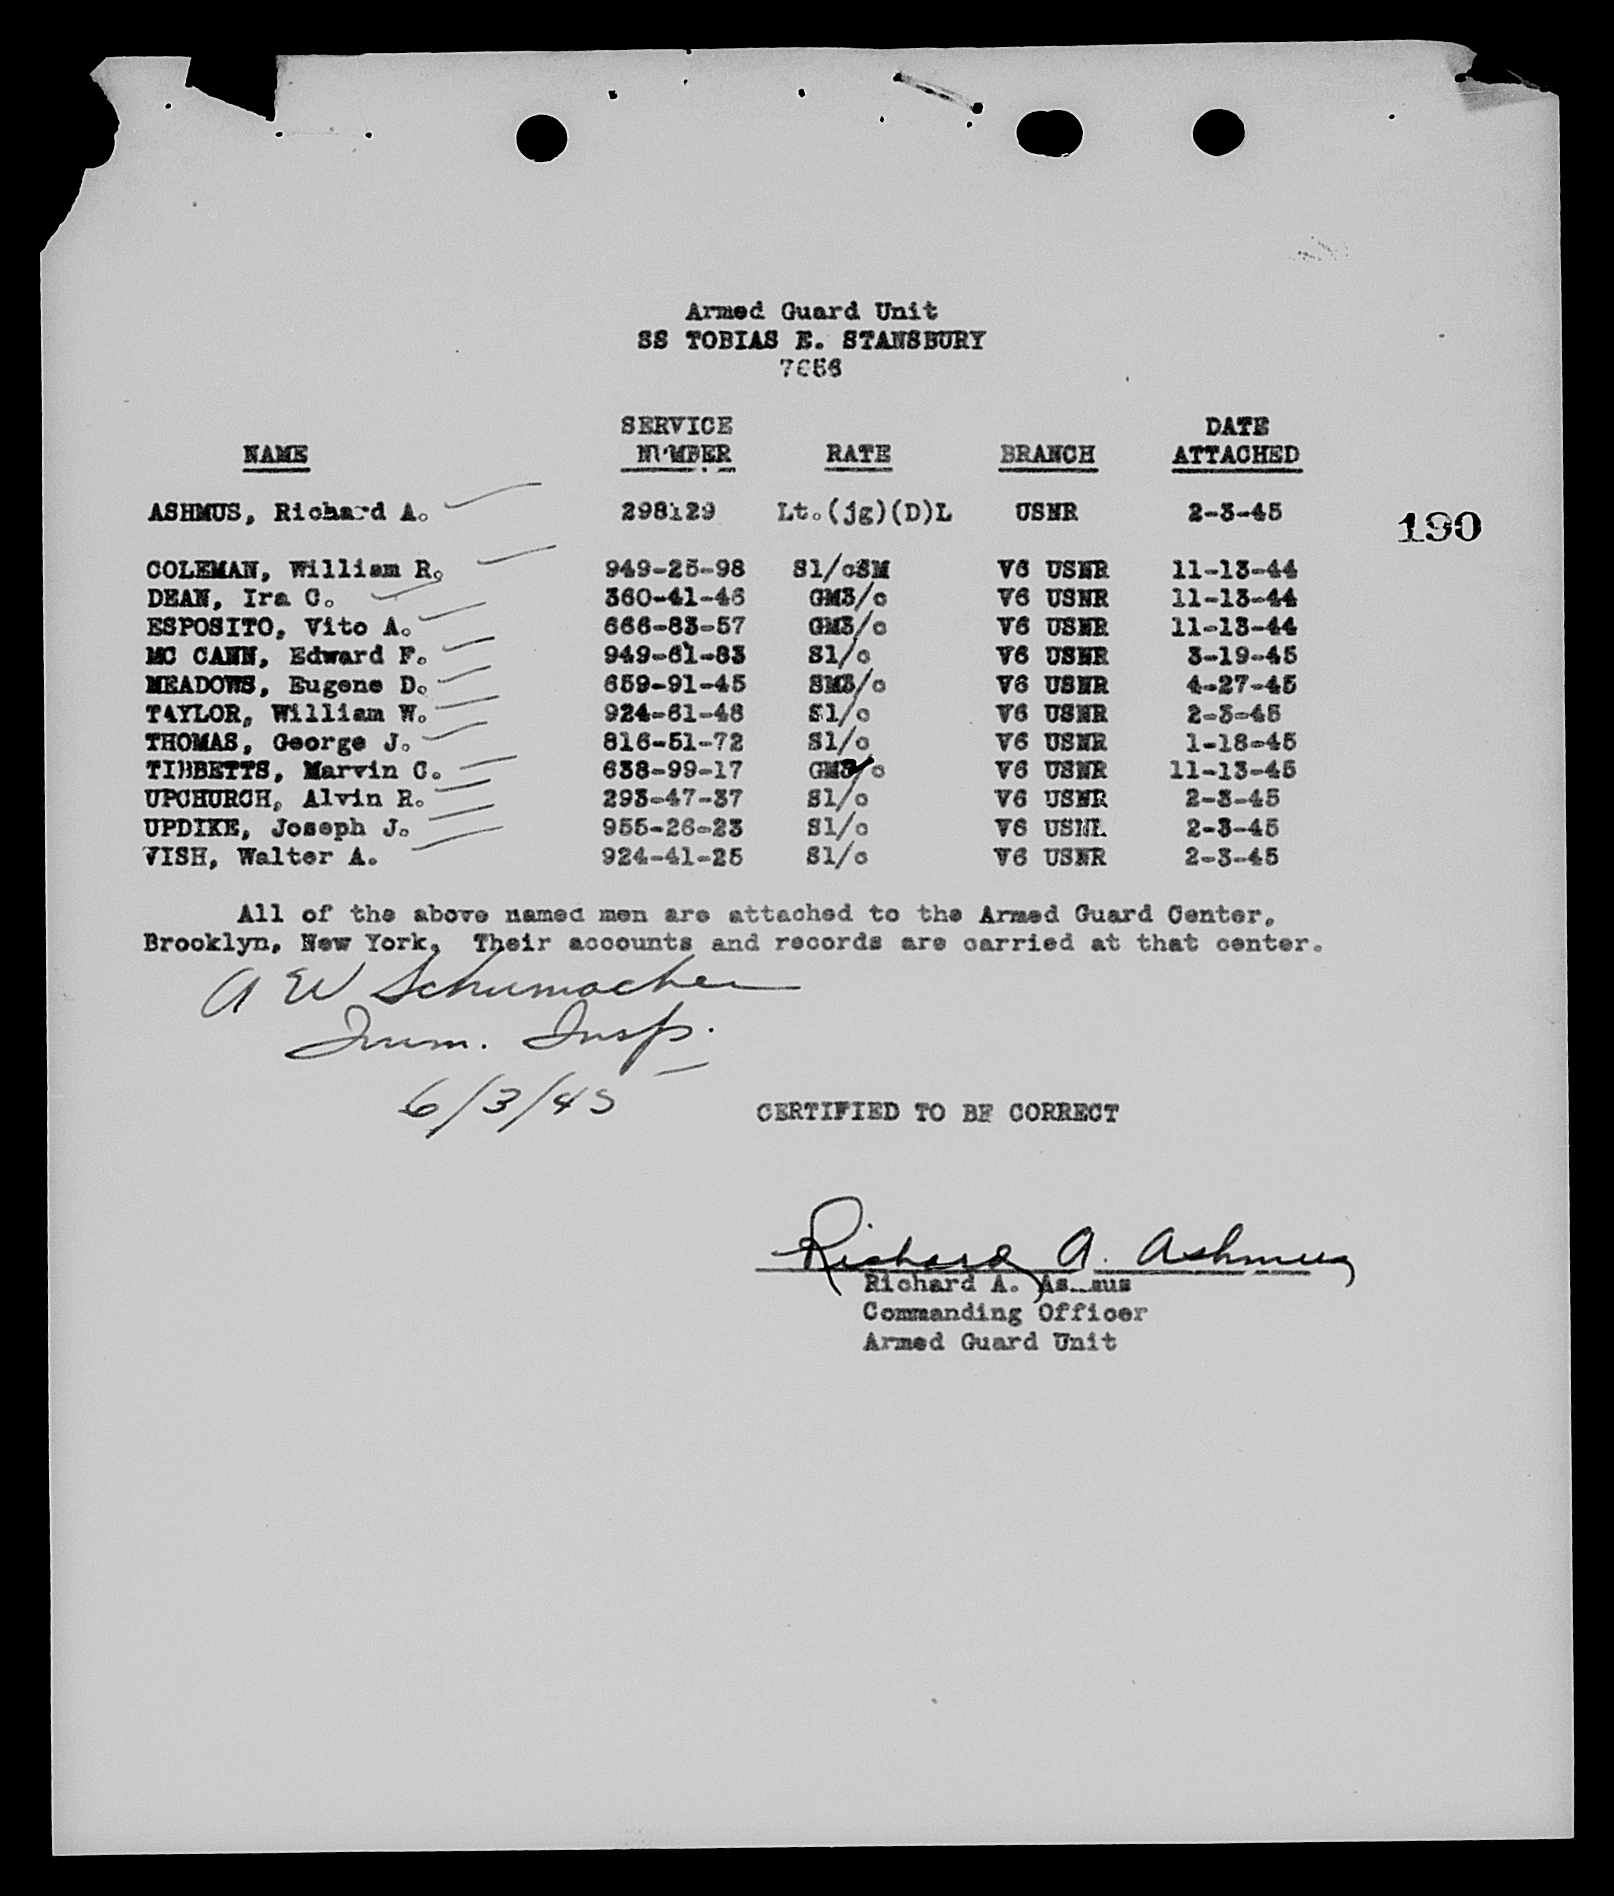 Armed Guard Unit
SS TOBIAS E. STANSBURY
7656
NAME SERVICE NUMBER RATE BRANCH DATE ATTACHED
ASHMUS, Richard A. 298129 Lt.(jg)(D)L USNR 2-3-45
190
COLEMAN, William R. 949-25-98 S1/cSM V6 USNR 11-13-44
DEAN, Ira C. 360-41-46 GM3/c V6 USNR 11-13-44
ESPOSITO, Vito A. 666-83-57 GM3/c V6 USNR 11-13-44
MC CANN, Edward F. 949-61-83 S1/c V6 USNR 3-19-45
MEADOWS, Eugene D. 659-91-45 SM3/c V6 USNR 4-27-45
TAYLOR, William W. 924-61-48 S1/c V6 USNR 2-3-45
THOMAS, George J. 816-51-72 S1/c V6 USNR 1-18-45
TIBBETTS, Marvin C. 638-99-17 GM2/c V6 USNR 11-13-45
UPCHURCH, Alvin R. 293-47-37 S1/c V6 USNR 2-3-45
UPDIKE, Joseph J. 955-26-23 S1/c V6 USNR 2-3-45
VISH, Walter A. 924-41-25 S1/c V6 USNR 2-3-45
All of the above named men are attached to the Armed Guard Center,
Brooklyn, New York. Their accounts and records are carried at that center.
A W Schumacher
Imm. Insp.
6/3/45
CERTIFIED TO BE CORRECT
Richard A. Ashmus
Richard A. Ashmus
Commanding Officer
Armed Guard Unit